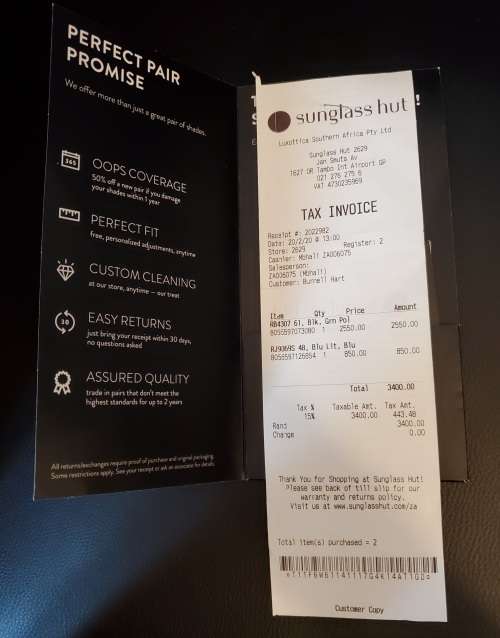 PERFECT PAIR
PROMISE
We offer more than just a great pair of shades.
365
OOPS COVERAGE
50% off a new pair if you damage
your shades within 1 year
PERFECT FIT
free, personalized adjustments, anytime
CUSTOM CLEANING
at our store, anytime – our treat
30
EASY RETURNS
just bring your receipt within 30 days,
no questions asked
ASSURED QUALITY
trade in pairs that don't meet the
highest standards for up to 2 years
All returns/exchanges require proof of purchase and original packaging.
Some restrictions apply. See your receipt or ask an associate for details.
sunglass hut
Luxottica Southern Africa Pty Ltd
Sunglass Hut 2629
Jan Smuts Av
1627 OR Tambo Int Airport GP
021 276 275 6
VAT 4730235969
TAX INVOICE
Receipt #: 2022982
Date: 20/2/20 @ 13:00
Store: 2629 Register: 2
Cashier: Mbhali ZA006075
Salesperson:
ZA006075 (Mbhali)
Customer: Burnell Hart
Item Qty Price Amount
RB4307 61, Blk, Grn Pol
8056597073080 1 2550.00 2550.00
RJ9069S 48, Blu Llt, Blu
8056597126854 1 850.00 850.00
Total 3400.00
Tax % Taxable Amt. Tax Amt.
15% 3400.00 443.48
Rand 3400.00
Change 0.00
Thank You for Shopping at Sunglass Hut!
Please see back of till slip for our
warranty and returns policy.
Visit us at www.sunglasshut.com/za
Total item(s) purchased = 2
Customer Copy